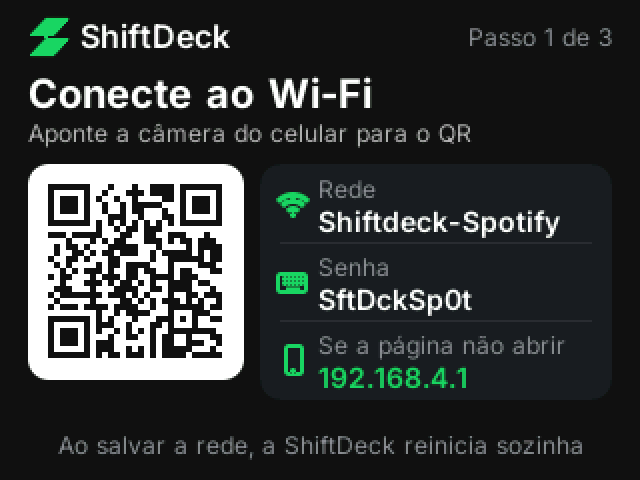 ShiftDeck
Passo 1 de 3
Conecte ao Wi-Fi
Aponte a câmera do celular para o QR
Rede
Shiftdeck-Spotify
Senha
SftDckSp0t
Se a página não abrir
192.168.4.1
Ao salvar a rede, a ShiftDeck reinicia sozinha